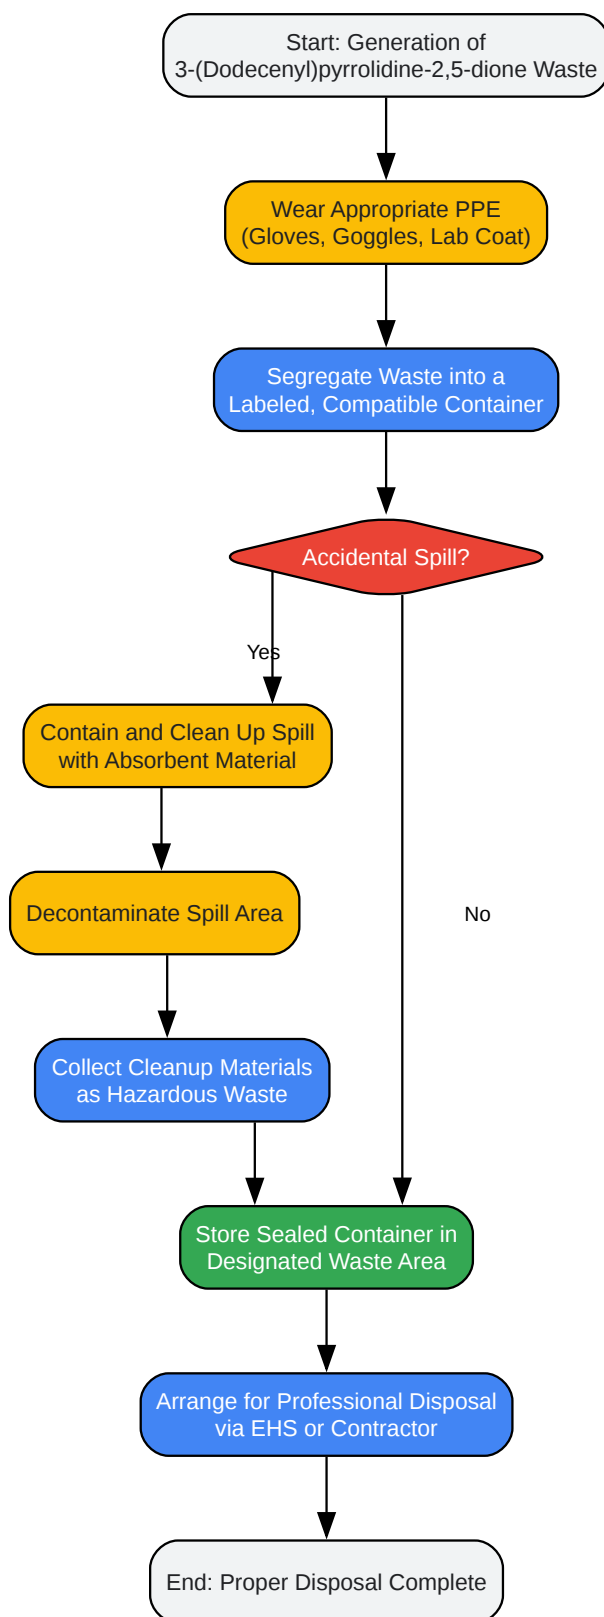 Start: Generation of
3-(Dodecenyl)pyrrolidine-2,5-dione Waste
Wear Appropriate PPE
(Gloves, Goggles, Lab Coat)
Segregate Waste into a
Labeled, Compatible Container
Accidental Spill?
Yes
Contain and Clean Up Spill
with Absorbent Material
Decontaminate Spill Area
No
Collect Cleanup Materials
as Hazardous Waste
Store Sealed Container in
Designated Waste Area
Arrange for Professional Disposal
via EHS or Contractor
End: Proper Disposal Complete